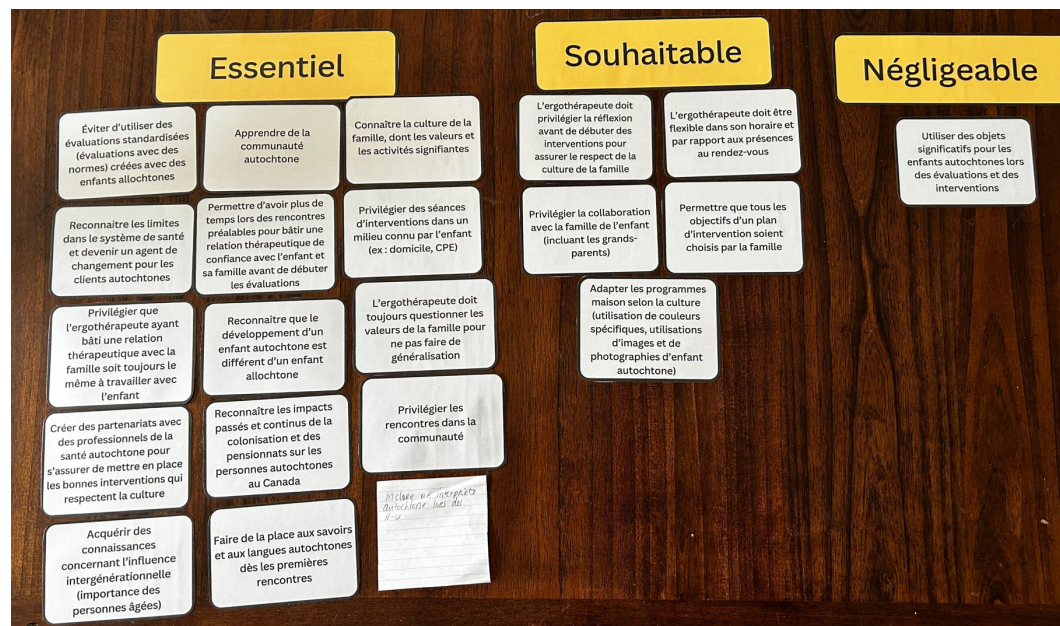 Essentiel
Éviter d'utiliser des
évaluations standardisées
(évaluations avec des
normes) créées avec des
enfants allochtones
Apprendre de la
communauté
autochtone
Connaître la culture de la
famille, dont les valeurs et
les activités signifiantes
Reconnaitre les limites
dans le système de santé
et devenir un agent de
changement pour les
clients autochtones
Permettre d'avoir plus de
temps lors des rencontres
préalables pour bâtir une
relation thérapeutique de
confiance avec l'enfant et
sa famille avant de débuter
les évaluations
Privilégier des séances
d'interventions dans un
milieu connu par l'enfant
(ex : domicile, CPE)
Privilégier que
l'ergothérapeute ayant
bâti une relation
thérapeutique avec la
famille soit toujours le
même à travailler avec
l'enfant
Reconnaitre que le
développement d'un
enfant autochtone est
différent d'un enfant
allochtone
L'ergothérapeute doit
toujours questionner les
valeurs de la famille pour
ne pas faire de
généralisation
Créer des partenariats avec
des professionnels de la
santé autochtone pour
s'assurer de mettre en place
les bonnes interventions qui
respectent la culture
Reconnaître les impacts
passés et continus de la
colonisation et des
pensionnats sur les
personnes autochtones
au Canada
Privilégier les
rencontres dans la
communauté
Acquérir des
connaissances
concernant l'influence
intergénérationnelle
(importance des
personnes âgées)
Faire de la place aux savoirs
et aux langues autochtones
dès les premières
rencontres
Inclure un interprète
autochtone lors des
Souhaitable
L'ergothérapeute doit
privilégier la réflexion
avant de débuter des
interventions pour
assurer le respect de la
culture de la famille
L'ergothérapeute doit être
flexible dans son horaire et
par rapport aux présences
au rendez-vous
Privilégier la collaboration
avec la famille de l'enfant
(incluant les grands-
parents)
Permettre que tous les
objectifs d'un plan
d'intervention soient
choisis par la famille
Adapter les programmes
maison selon la culture
(utilisation de couleurs
spécifiques, utilisations
d'images et de
photographies d'enfant
autochtone)
Négligeable
Utiliser des objets
significatifs pour les
enfants autochtones lors
des évaluations et des
interventions